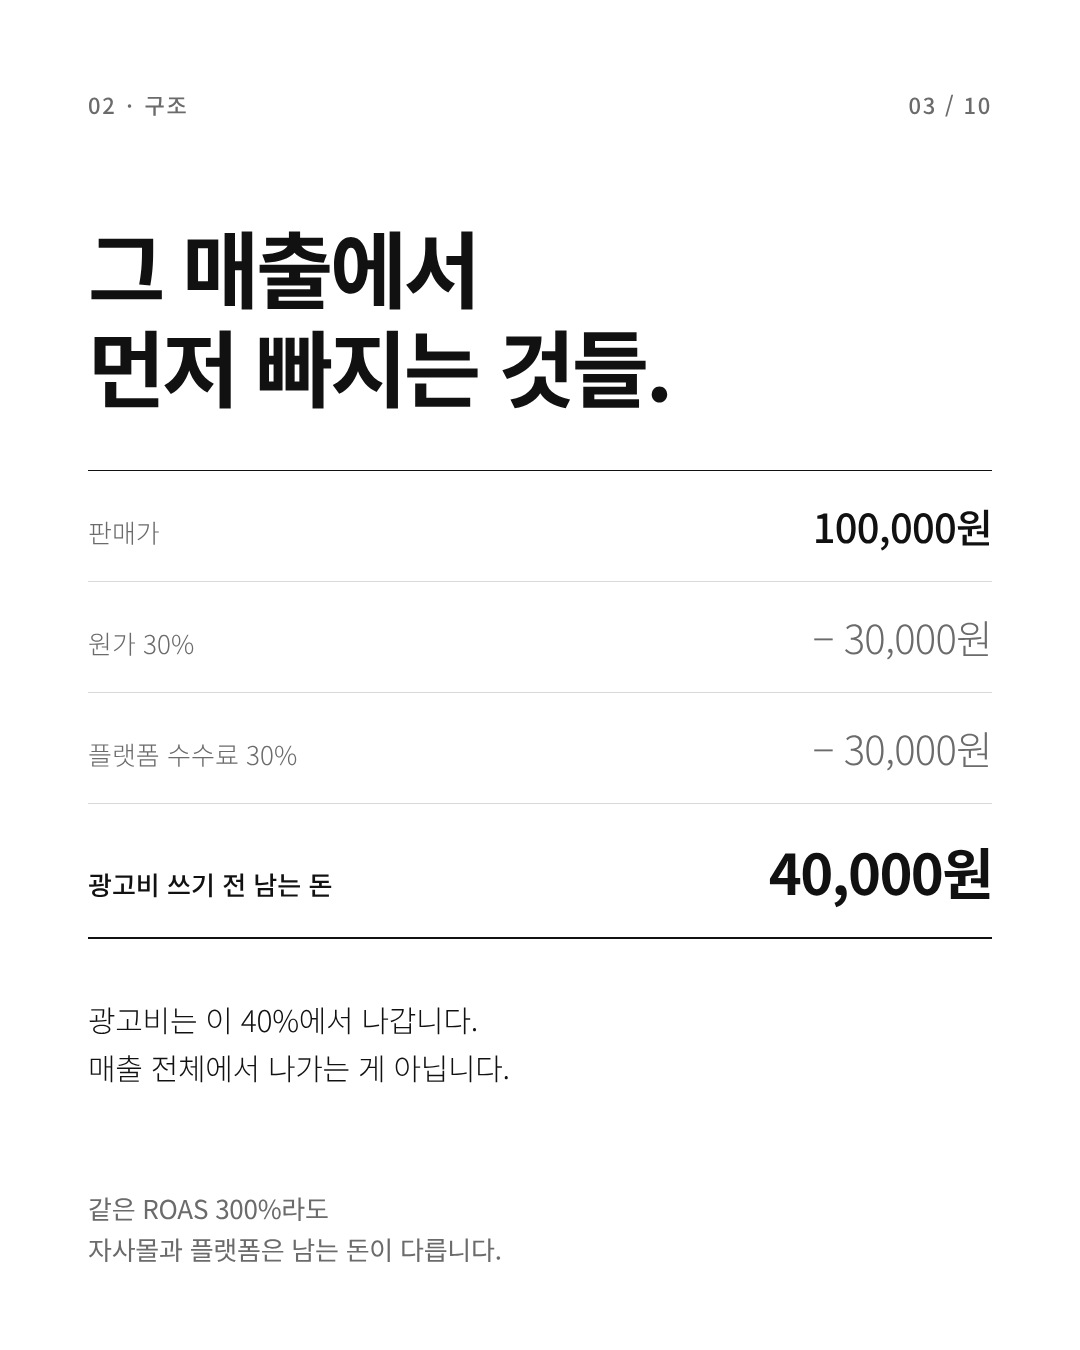 02 · 구조
03 / 10
그 매출에서
먼저 빠지는 것들.
판매가
100,000원
원가 30%
− 30,000원
플랫폼 수수료 30%
− 30,000원
광고비 쓰기 전 남는 돈
40,000원
광고비는 이 40%에서 나갑니다.
매출 전체에서 나가는 게 아닙니다.
같은 ROAS 300%라도
자사몰과 플랫폼은 남는 돈이 다릅니다.